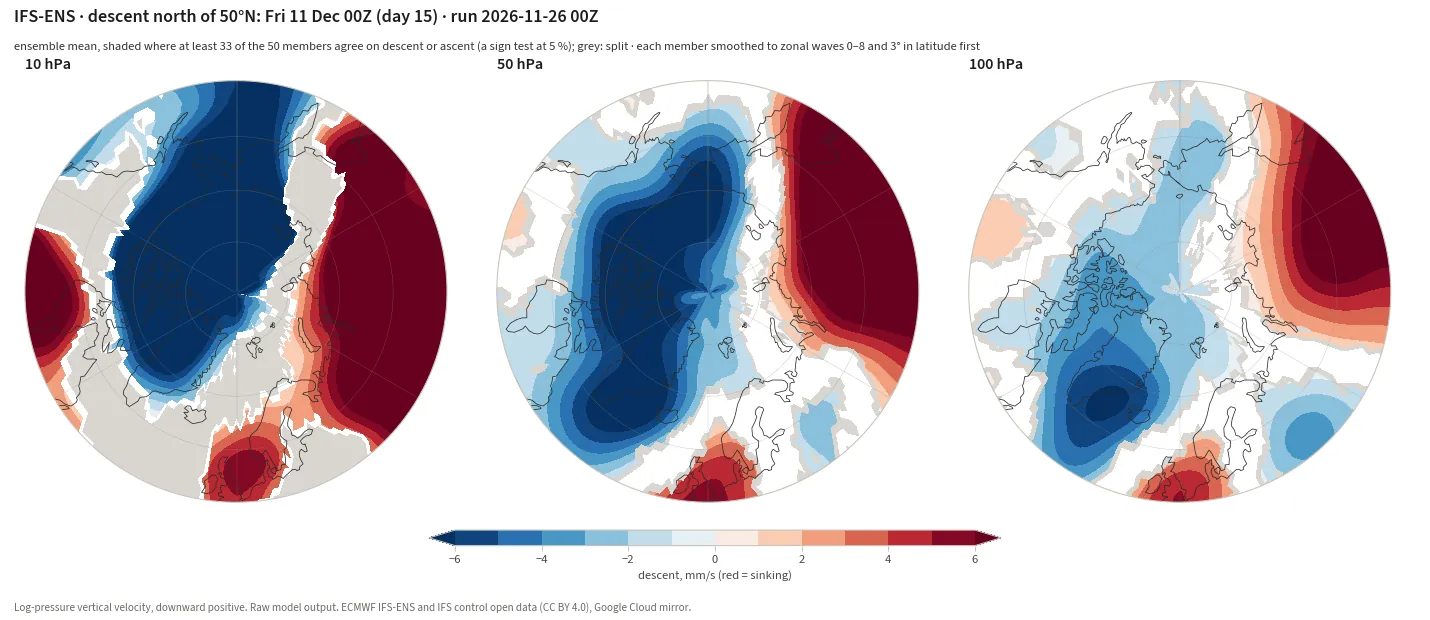 IFS-ENS · descent north of 50°N: Fri 11 Dec 00Z (day 15) · run 2026-11-26 00Z
ensemble mean, shaded where at least 33 of the 50 members agree on descent or ascent (a sign test at 5 %); grey: split · each member smoothed to zonal waves 0–8 and 3° in latitude first
10 hPa
50 hPa
100 hPa
−6 −4 −2 0 2 4 6
descent, mm/s (red = sinking)
Log-pressure vertical velocity, downward positive. Raw model output. ECMWF IFS-ENS and IFS control open data (CC BY 4.0), Google Cloud mirror.